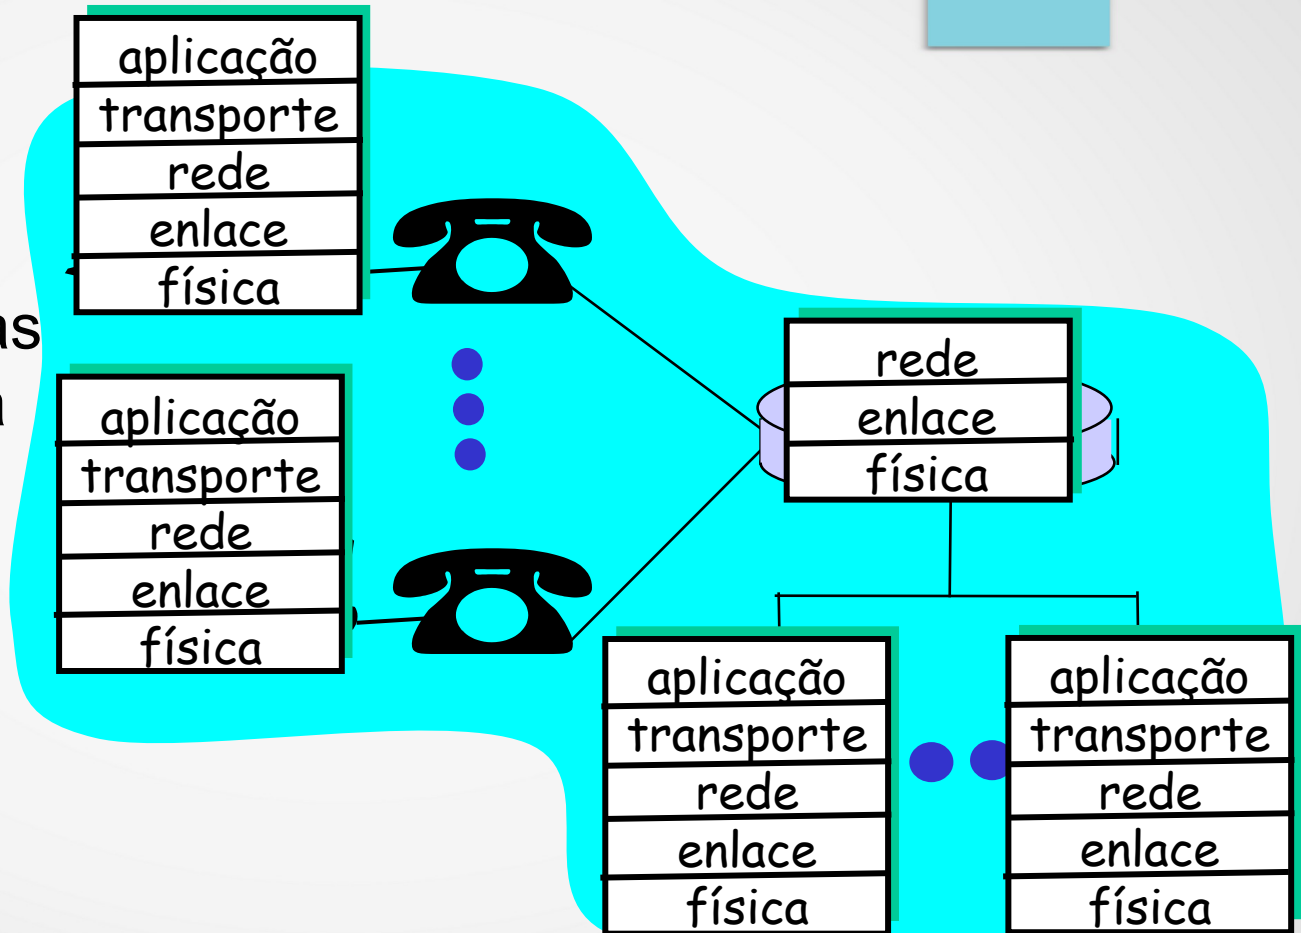 aplicação
transporte
rede
enlace
física
as
aplicação
transporte
rede
enlace
física
rede
enlace
física
aplicação
transporte
rede
enlace
física
aplicação
transporte
rede
enlace
física